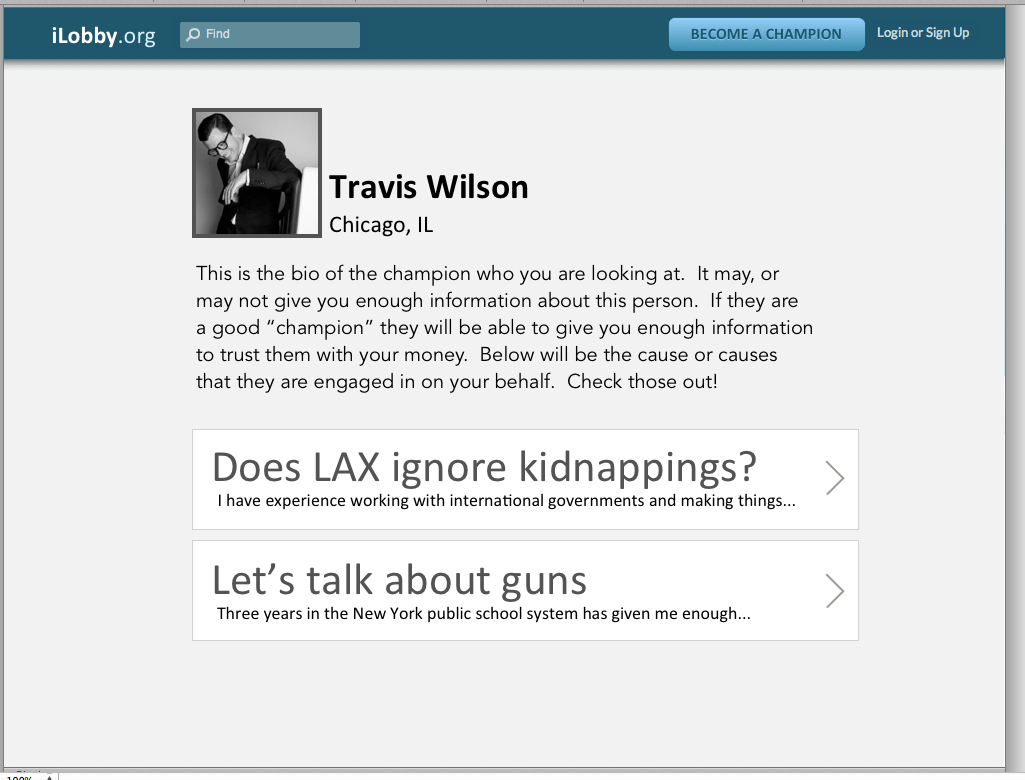 iLobby.org
Find
BECOME A CHAMPION
Login or Sign Up
Travis Wilson
Chicago, IL
This is the bio of the champion who you are looking at.  It may, or
may not give you enough information about this person.  If they are
a good “champion” they will be able to give you enough information
to trust them with your money.  Below will be the cause or causes
that they are engaged in on your behalf.  Check those out!
Does LAX ignore kidnappings?
I have experience working with international governments and making things...
Let’s talk about guns
Three years in the New York public school system has given me enough...